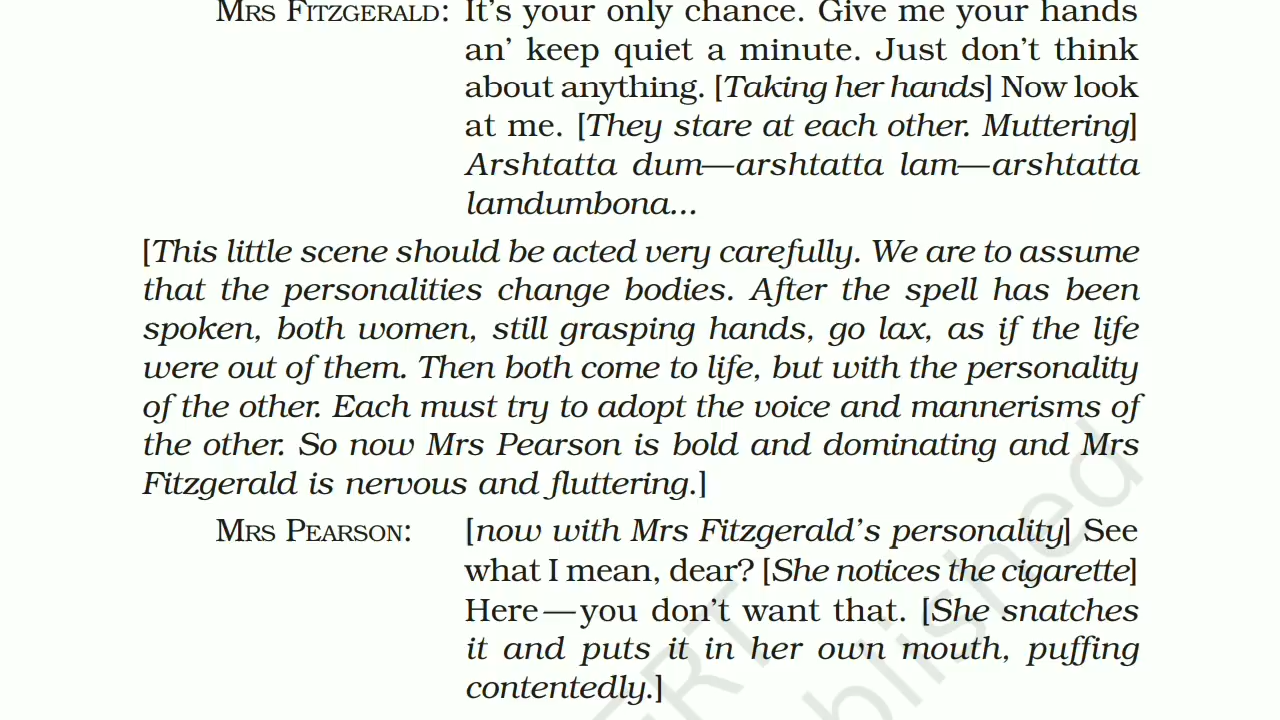 MRS FITZGERALD: It's your only chance. Give me your hands
an' keep quiet a minute. Just don't think
about anything. [Taking her hands] Now look
at me. [They stare at each other. Muttering]
Arshtatta dum—arshtatta lam—arshtatta
lamdumbona...
[This little scene should be acted very carefully. We are to assume
that the personalities change bodies. After the spell has been
spoken, both women, still grasping hands, go lax, as if the life
were out of them. Then both come to life, but with the personality
of the other. Each must try to adopt the voice and mannerisms of
the other. So now Mrs Pearson is bold and dominating and Mrs
Fitzgerald is nervous and fluttering.]
MRS PEARSON: [now with Mrs Fitzgerald's personality] See
what I mean, dear? [She notices the cigarette]
Here—you don't want that. [She snatches
it and puts it in her own mouth, puffing
contentedly.]